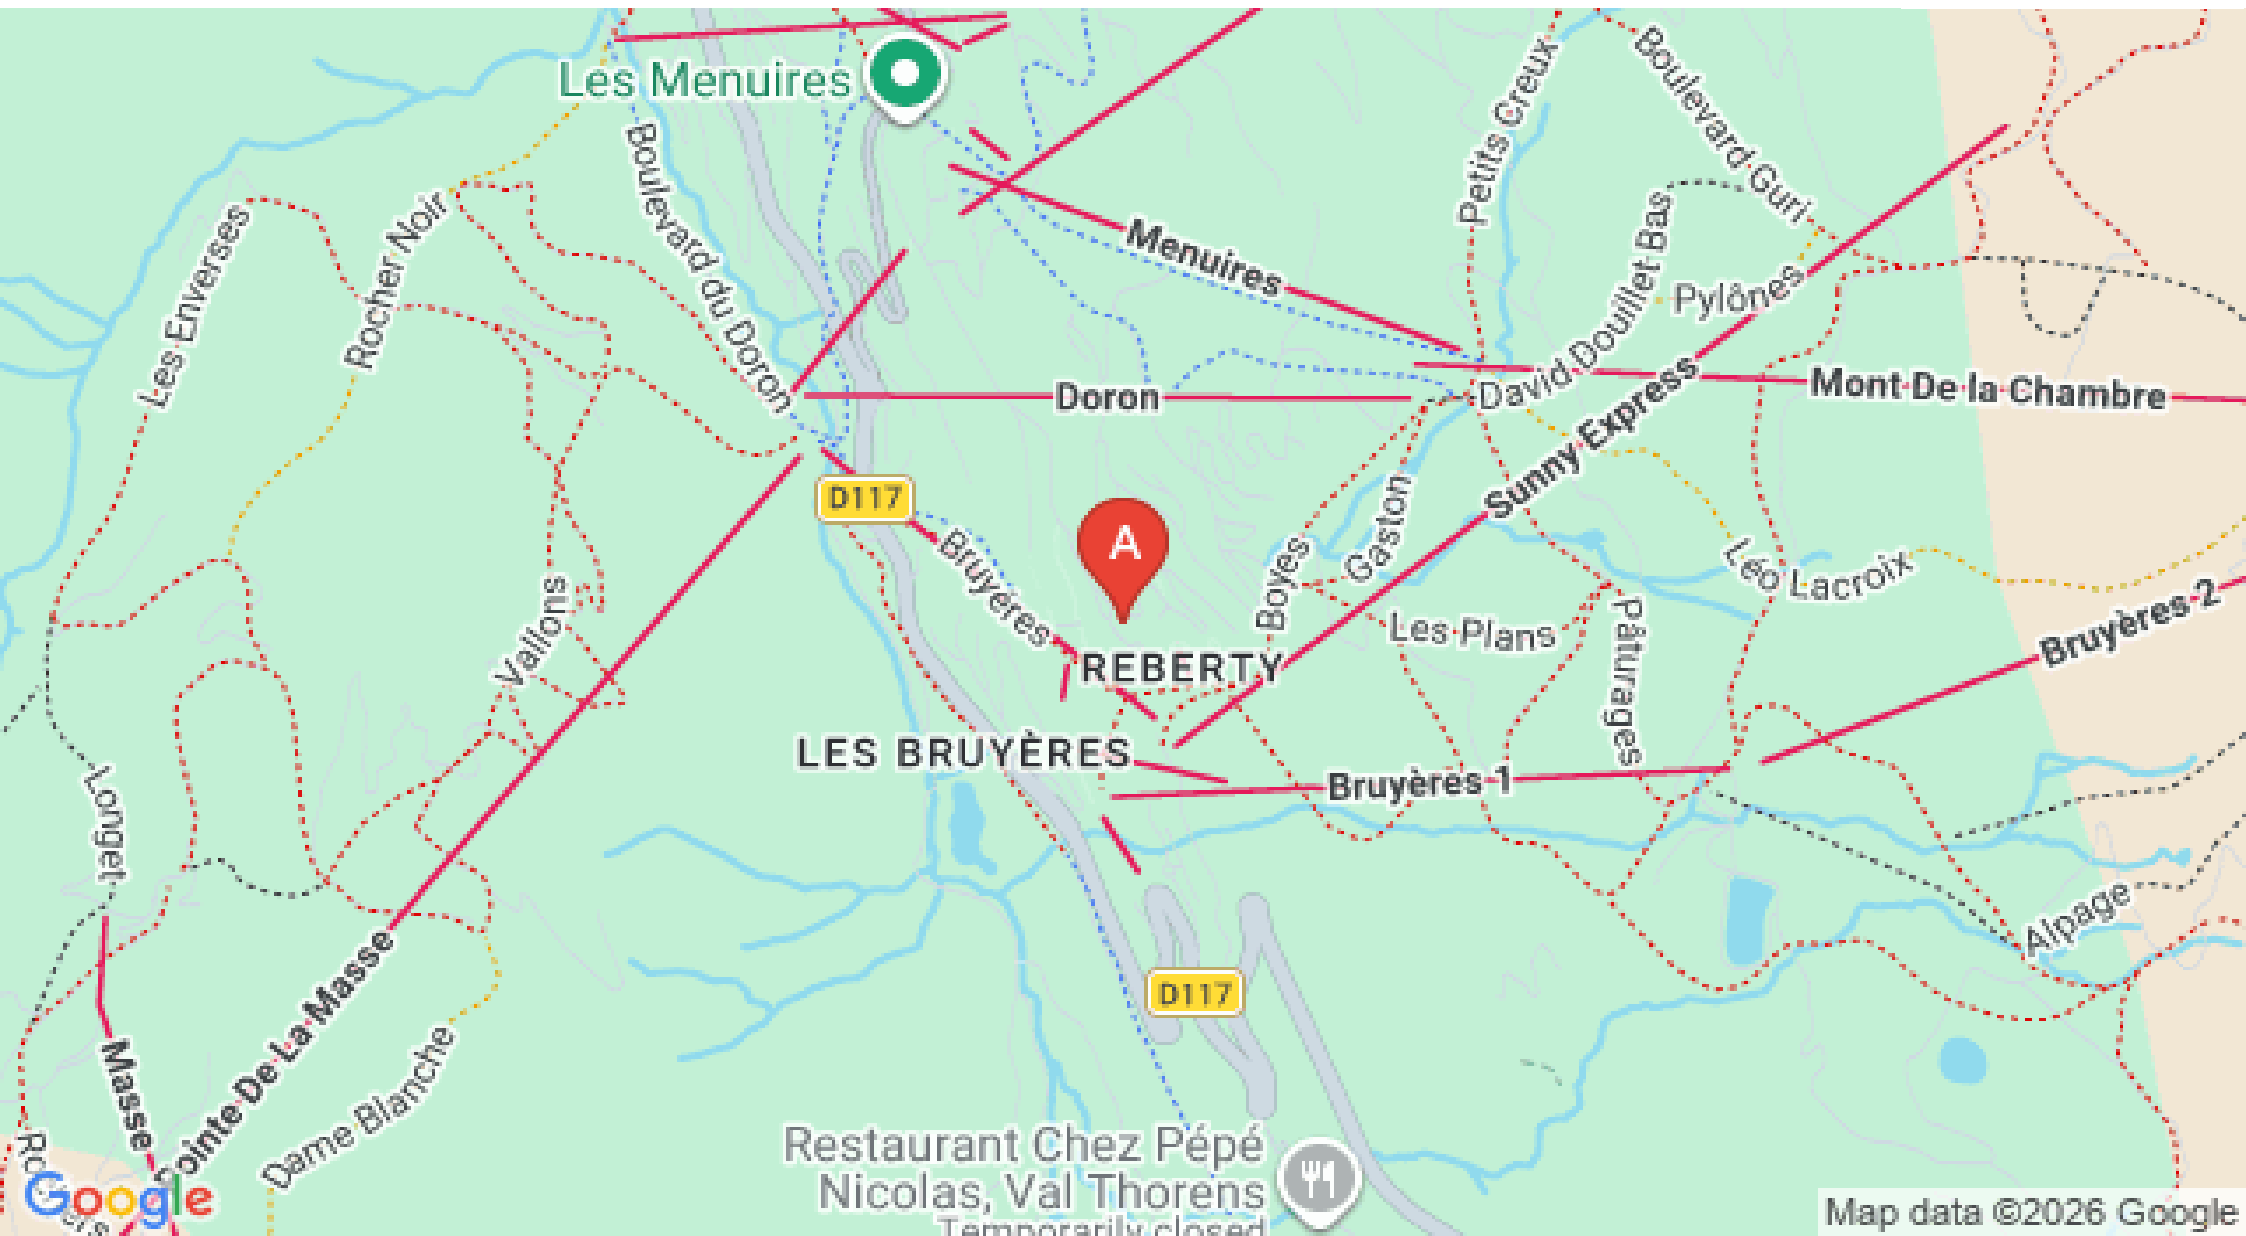 Les Menuires
Boulevard du Doron
Petits Creux
Boulevard Guri
Les Enverses
Rocher Noir
Menuires
David Douillet Bas
Pylônes
Doron
Mont De la Chambre
Sunny Express
D117
Bruyères
A
Boyes
Gaston
Léo Lacroix
Les Plans
Pâturages
Bruyères 2
Vallons
REBERTY
LES BRUYÈRES
Bruyères 1
Longet
Alpage
D117
Masse
Pointe De La Masse
Dame Blanche
Restaurant Chez Pépé
Nicolas, Val Thorens
Temporarily closed
Google
Map data ©2026 Google